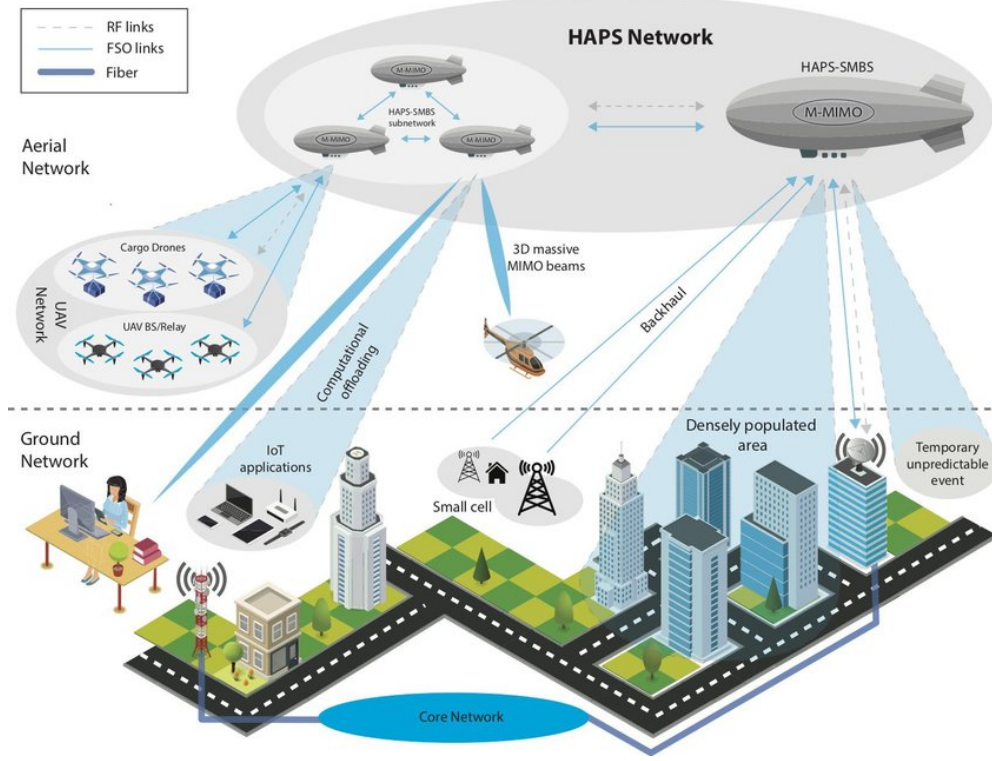 RF links
FSO links
Fiber
HAPS Network
HAPS-SMBS
M-MIMO
HAPS-SMBS
subnetwork
M-MIMO
M-MIMO
M-MIMO
Aerial
Network
Cargo Drones
UAV
Network
UAV BS/Relay
3D massive
MIMO beams
Backhaul
Computational
offloading
Ground
Network
IoT
applications
Small cell
Densely populated
area
Temporary
unpredictable
event
Core Network